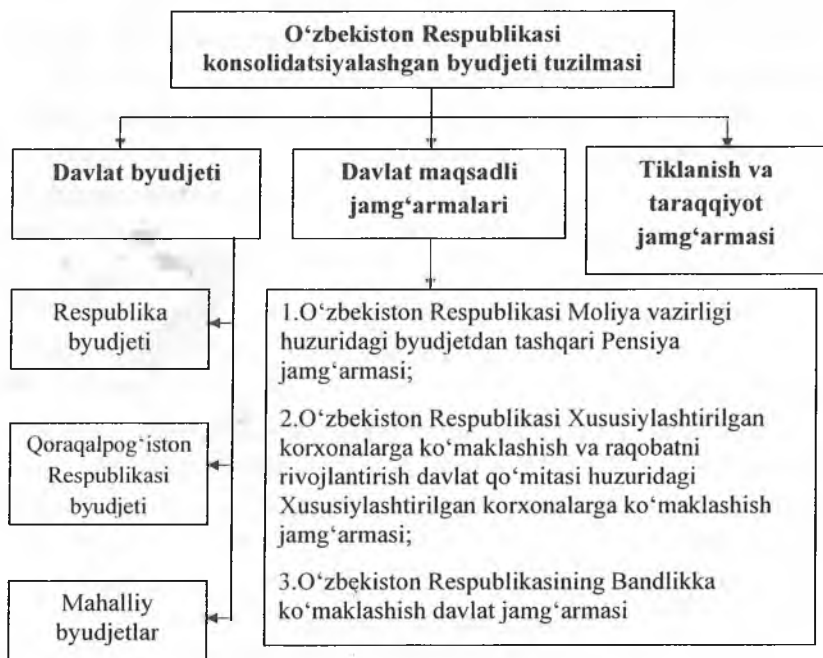 O‘zbekiston Respublikasi
konsolidatsiyalashgan byudjeti tuzilmasi
Davlat byudjeti
Davlat maqsadli
jamg‘armalari
Tiklanish va
taraqqiyot
jamg‘armasi
Respublika
byudjeti
Qoraqalpog‘iston
Respublikasi
byudjeti
Mahalliy
byudjetlar
1.O‘zbekiston Respublikasi Moliya vazirligi
huzuridagi byudjetdan tashqari Pensiya
jamg‘armasi;
2.O‘zbekiston Respublikasi Xususiylashtirilgan
korxonalarga ko‘maklashish va raqobatni
rivojlantirish davlat qo‘mitasi huzuridagi
Xususiylashtirilgan korxonalarga ko‘maklashish
jamg‘armasi;
3.O‘zbekiston Respublikasining Bandlikka
ko‘maklashish davlat jamg‘armasi